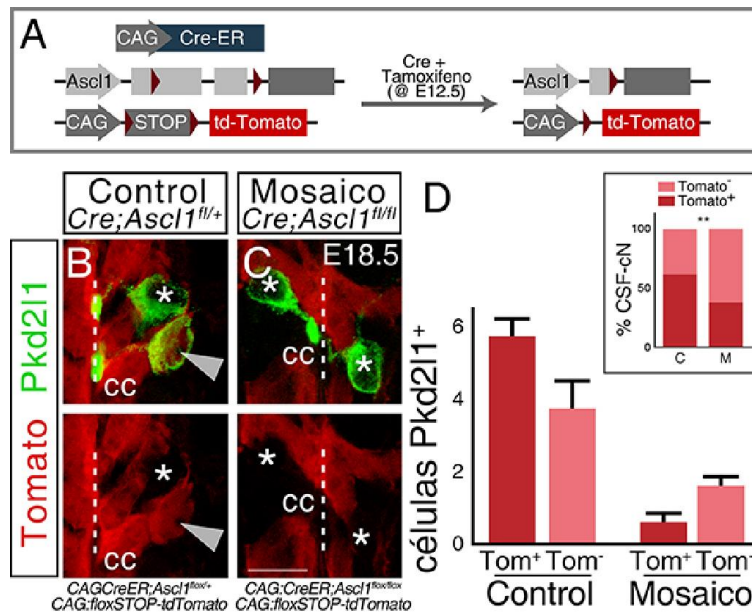 A
CAG Cre-ER
Ascl1
CAG STOP td-Tomato
Cre +
Tamoxifeno
(@ E12.5)
Ascl1
CAG td-Tomato
Control
Cre;Ascl1fl/+
Mosaico
Cre;Ascl1fl/fl
Pkd2l1
Tomato
B
*
cc
*
cc
C
E18.5
*
cc
*
*
cc
*
CAGCreER;Ascl1flox/+
CAG:floxSTOP-tdTomato
CAG:CreER;Ascl1flox/flox
CAG:floxSTOP-tdTomato
D
células Pkd2l1+
6
4
2
0
Tom+ Tom-
Control
Tom+ Tom-
Mosaico
Tomato-
Tomato+
**
% CSF-cN
100
50
0
C M